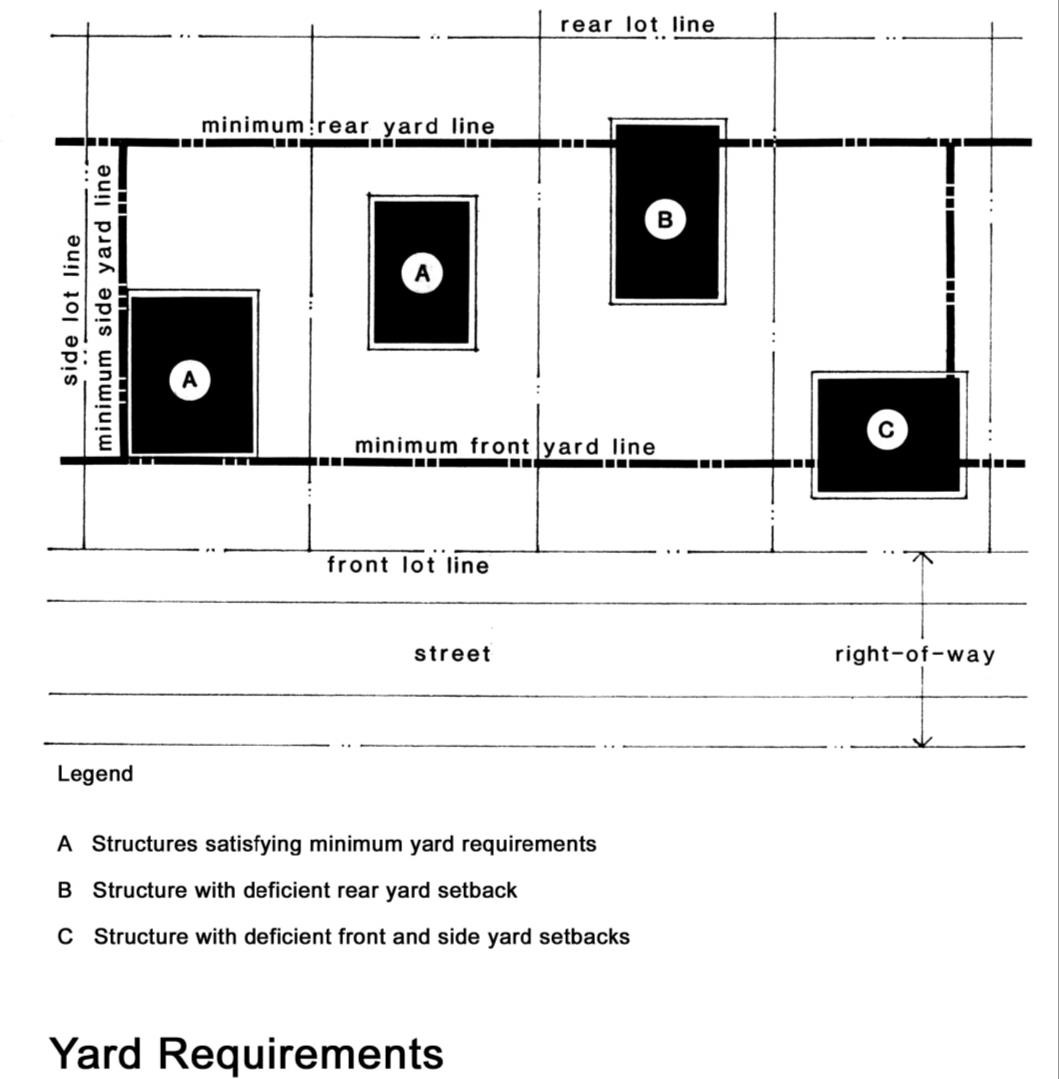 rear lot line
minimum rear yard line
side lot line
minimum side yard line
B
A
A
C
minimum front yard line
front lot line
street
right-of-way
Legend
A Structures satisfying minimum yard requirements
B Structure with deficient rear yard setback
C Structure with deficient front and side yard setbacks
Yard Requirements